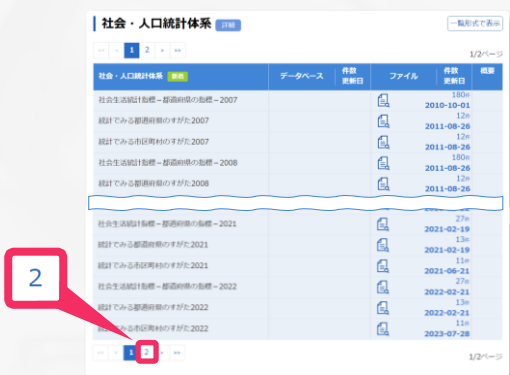 社会・人口統計体系 詳細
一覧形式で表示
1 2
1/2ページ
社会・人口統計体系 データベース 件数 更新日 ファイル 件数 更新日 概要
社会生活統計指標－都道府県の指標－2007 180件 2010-10-01
統計でみる都道府県のすがた2007 12件 2011-08-26
統計でみる市区町村のすがた2007 12件 2011-08-26
社会生活統計指標－都道府県の指標－2008 180件 2011-08-26
統計でみる都道府県のすがた2008 12件 2011-08-26
社会生活統計指標－都道府県の指標－2021 27件 2021-02-19
統計でみる都道府県のすがた2021 13件 2021-02-19
統計でみる市区町村のすがた2021 11件 2021-06-21
社会生活統計指標－都道府県の指標－2022 27件 2022-02-21
統計でみる都道府県のすがた2022 13件 2022-02-21
統計でみる市区町村のすがた2022 11件 2023-07-28
2
1 2
1/2ページ